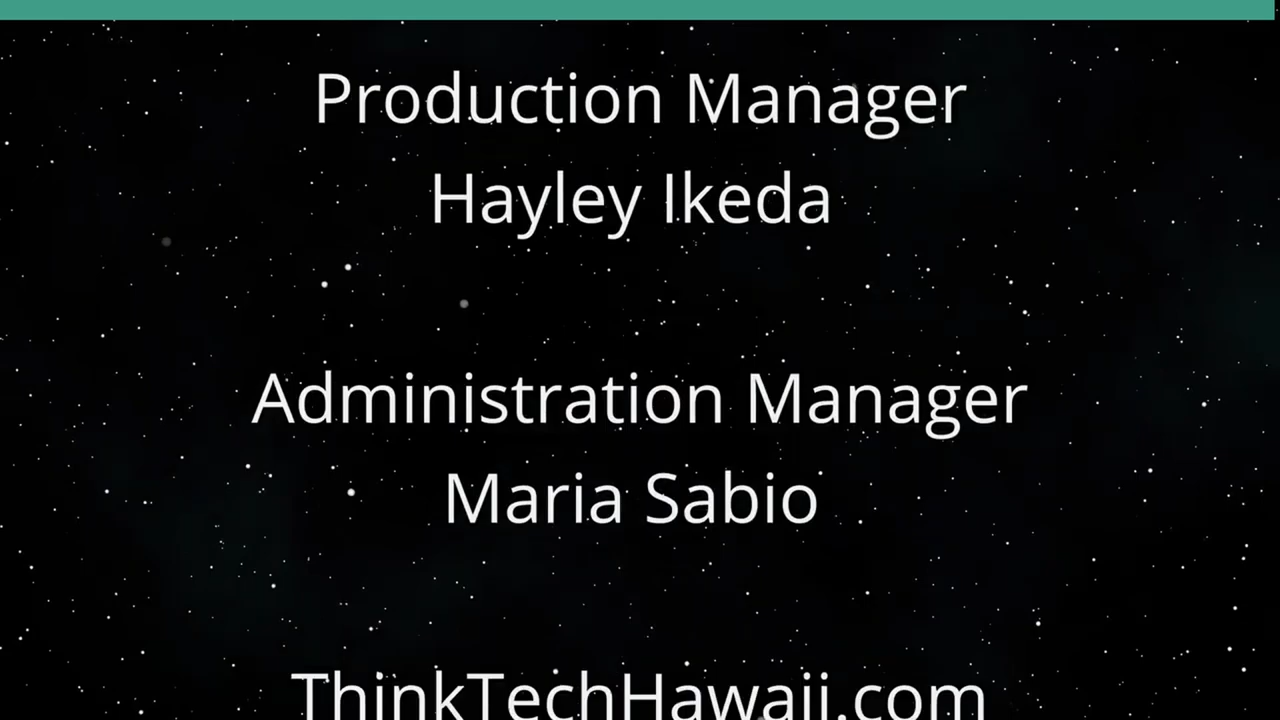 Production Manager
Hayley Ikeda
Administration Manager
Maria Sabio
ThinkTechHawaii.com